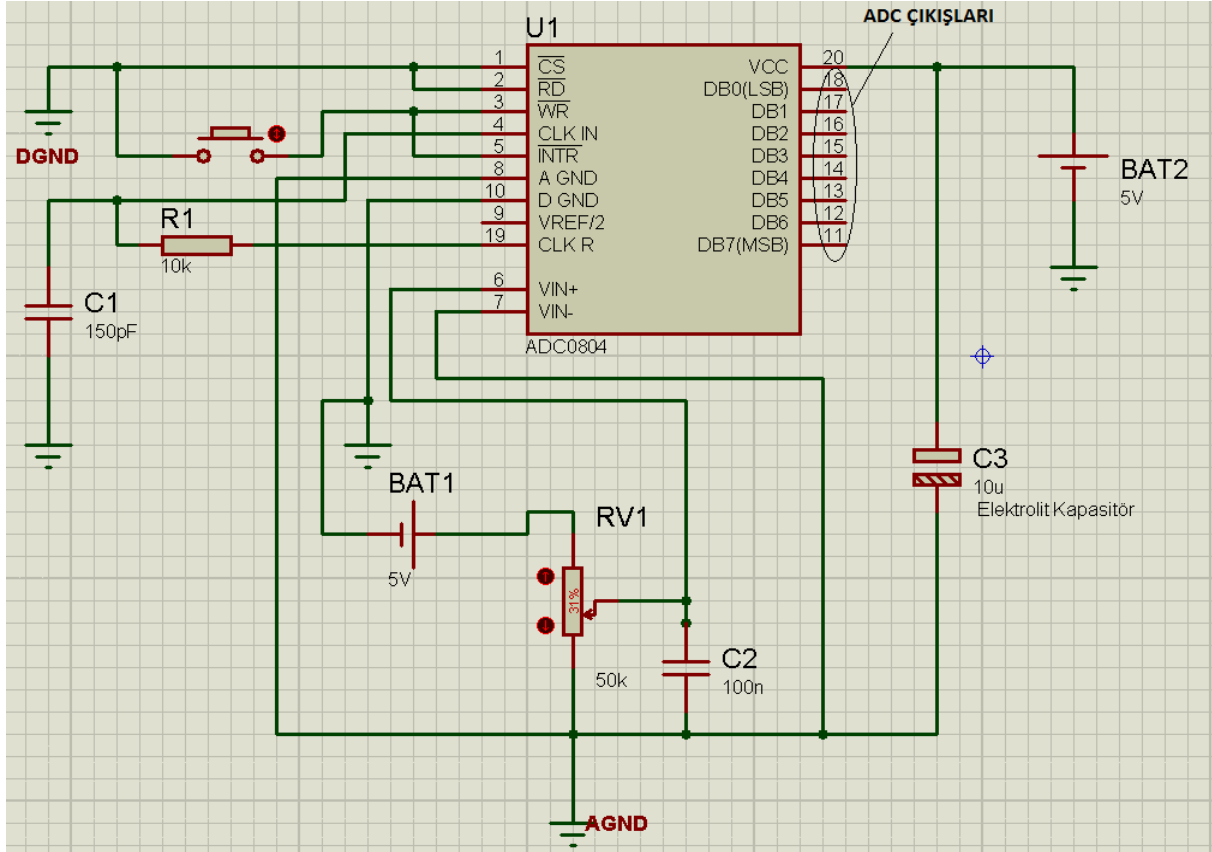 ADC ÇIKIŞLARI
U1
1 CS VCC 20
2 RD DB0(LSB) 18
3 WR DB1 17
4 CLK IN DB2 16
5 INTR DB3 15
8 A GND DB4 14
10 D GND DB5 13
9 VREF/2 DB6 12
19 CLK R DB7(MSB) 11
6 VIN+
7 VIN-
ADC0804
DGND
R1
10k
C1
150pF
BAT2
5V
BAT1
5V
RV1
31%
50k
C2
100n
C3
10u
Elektrolit Kapasitör
AGND